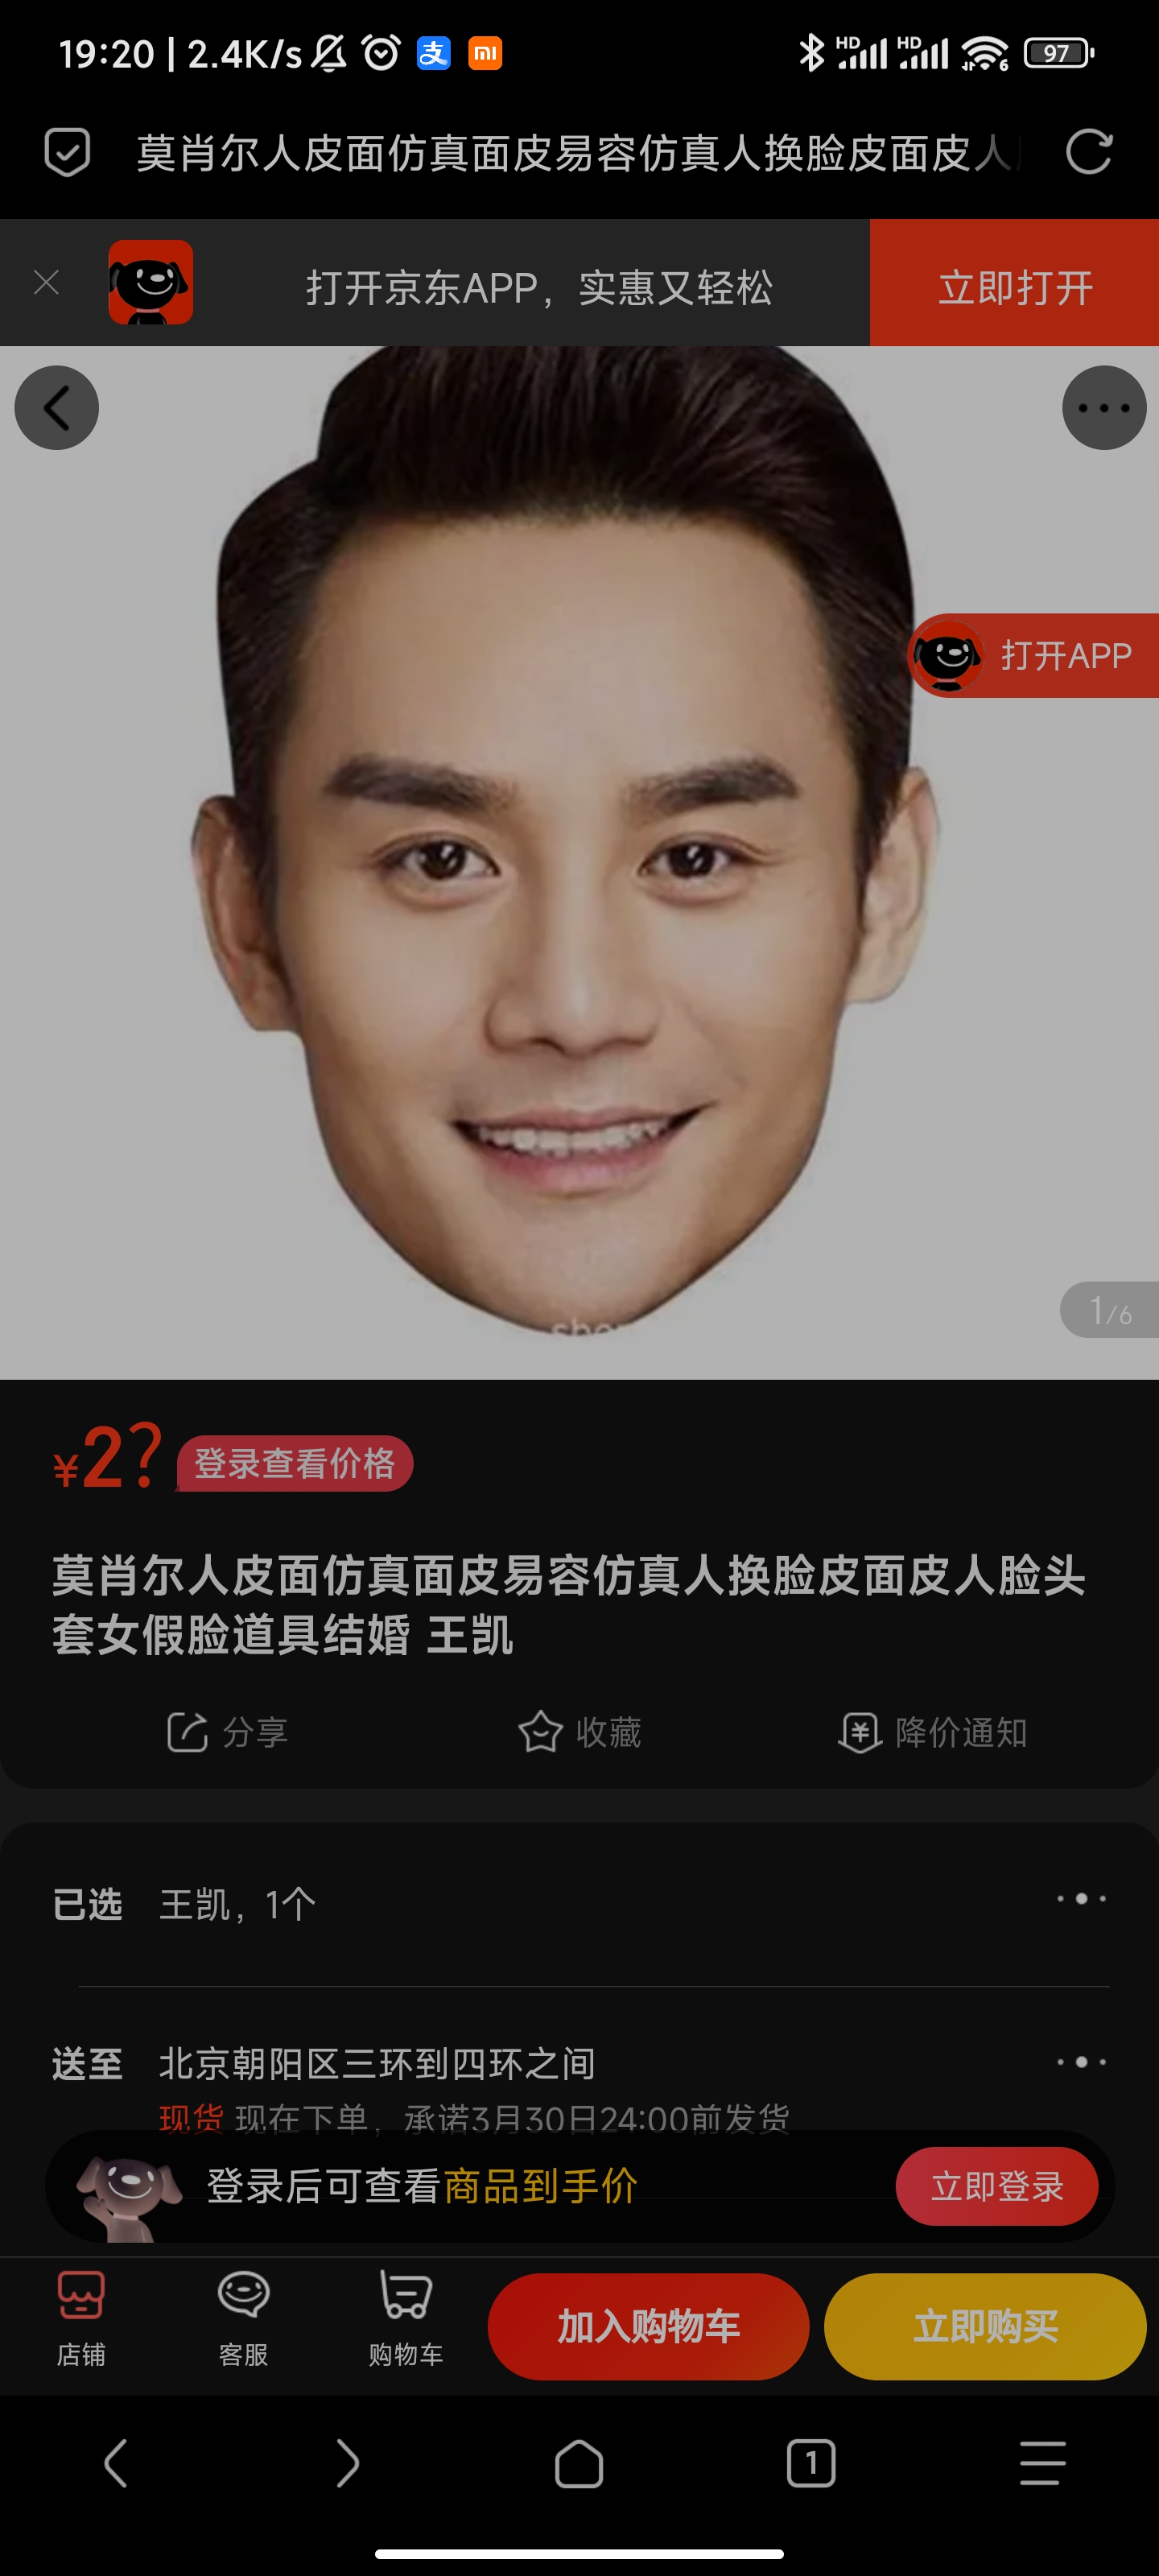 19:20 | 2.4K/s 支 HD HD 6 97
莫肖尔人皮面仿真面皮易容仿真人换脸皮面皮人
打开京东APP，实惠又轻松 立即打开
打开APP
1/6
¥2? 登录查看价格
莫肖尔人皮面仿真面皮易容仿真人换脸皮面皮人脸头
套女假脸道具结婚 王凯
分享 收藏 降价通知
已选 王凯，1个
送至 北京朝阳区三环到四环之间
现货 现在下单，承诺3月30日24:00前发货
登录后可查看商品到手价 立即登录
店铺 客服 购物车 加入购物车 立即购买
1